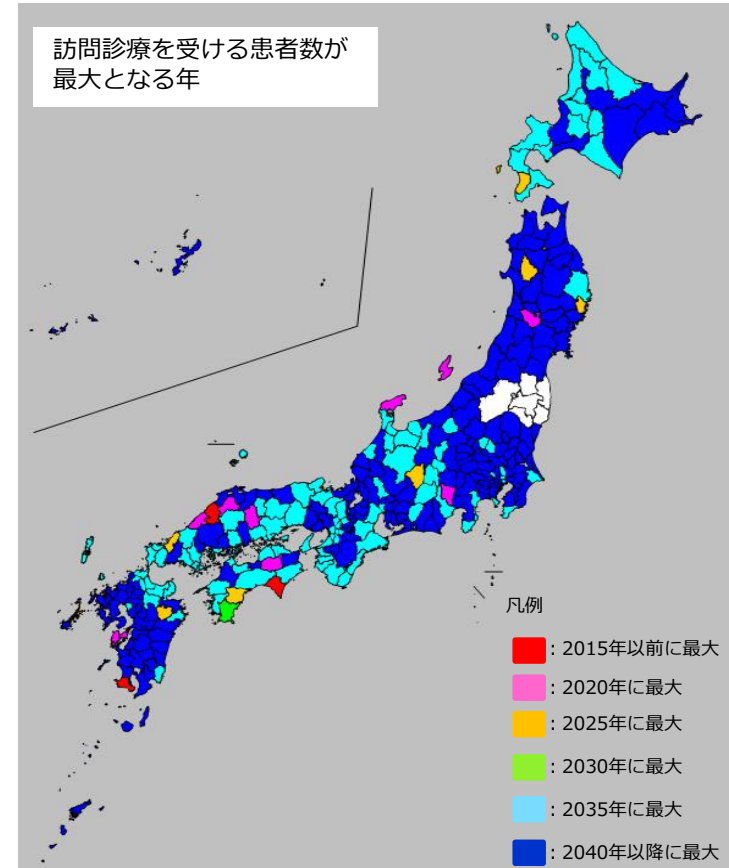 訪問診療を受ける患者数が
最大となる年
凡例
：2015年以前に最大
：2020年に最大
：2025年に最大
：2030年に最大
：2035年に最大
：2040年以降に最大